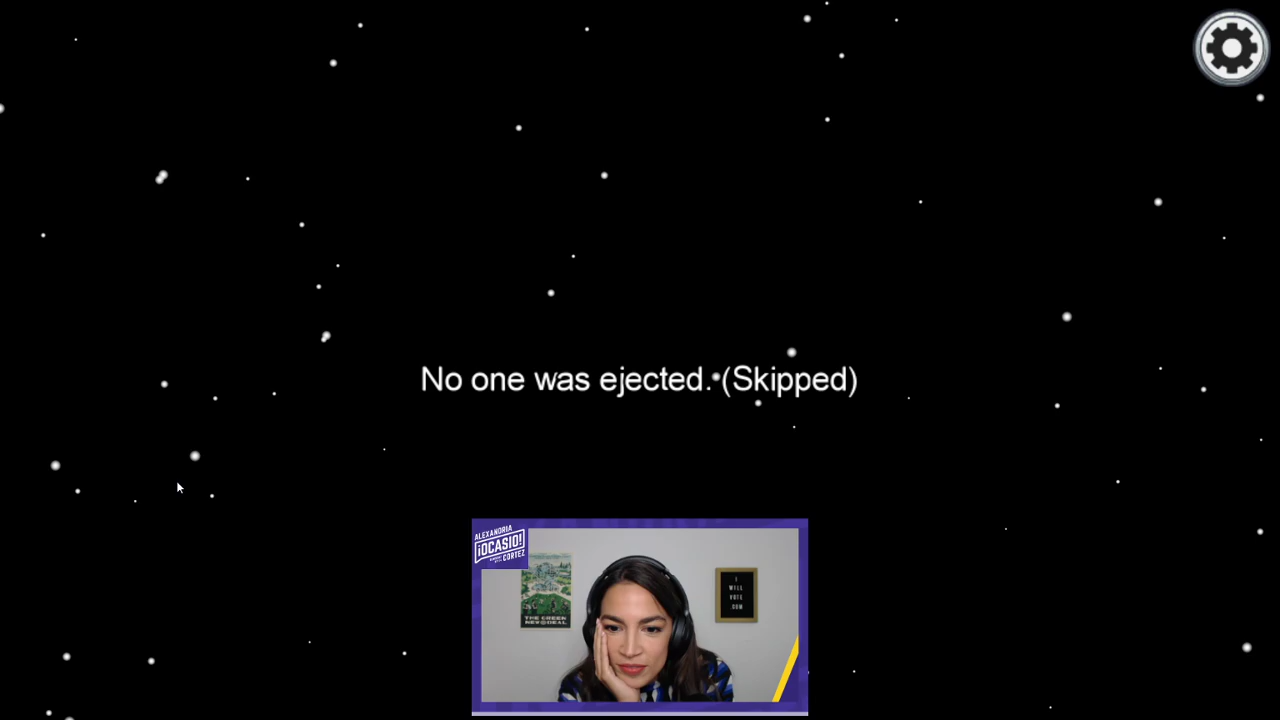 No one was ejected. (Skipped)
ALEXANDRIA
¡OCASIO!
CORTEZ
THE GREEN
NEW DEAL
I
WILL
VOTE
.COM